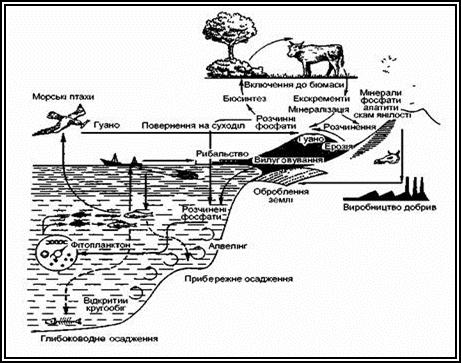 Включення до біомаси
Біосинтез
Екскременти
Мінералізація
Мінерали
фосфати
апатити
скам'янілості
Морські птахи
Гуано
Повернення на суходіл
Розчинні
фосфати
Розчинення
Гуано
Ерозія
Рибальство
Вилуговування
Оброблення
землі
Виробництво добрив
Розчинені
фосфати
Фітопланктон
Апвелінг
Прибережне осадження
Відкритий
кругообіг
Глибоководне осадження